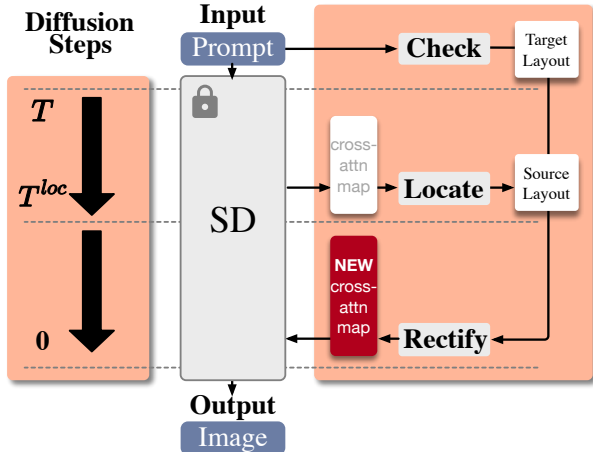 Diffusion
Steps
Input
Prompt
Check
Target
Layout
T
T^{loc}
SD
cross-
attn
map
Locate
Source
Layout
0
NEW
cross-
attn
map
Rectify
Output
Image